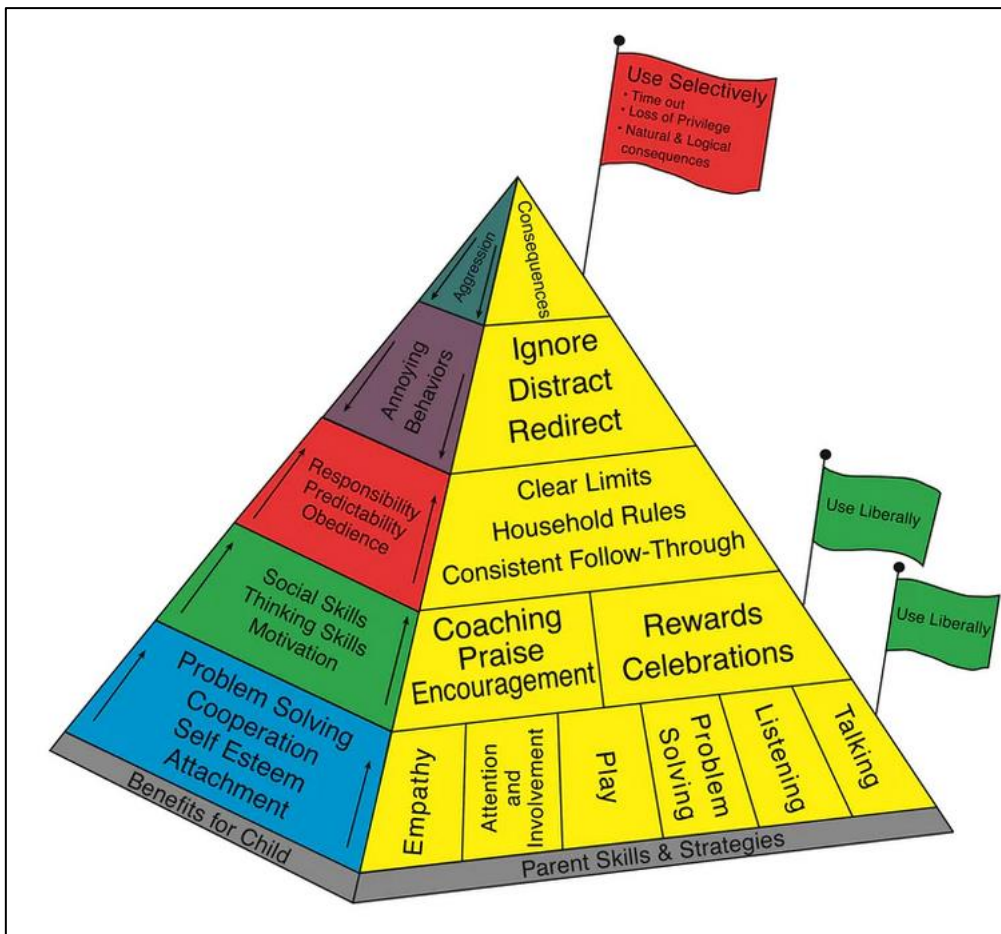 Use Selectively
• Time out
• Loss of Privilege
• Natural & Logical
consequences
Aggression
Consequences
Annoying
Behaviors
Ignore
Distract
Redirect
Responsibility
Predictability
Obedience
Clear Limits
Household Rules
Consistent Follow-Through
Use Liberally
Use Liberally
Social Skills
Thinking Skills
Motivation
Coaching
Praise
Encouragement
Rewards
Celebrations
Problem Solving
Cooperation
Self Esteem
Attachment
Empathy
Attention
and
Involvement
Play
Problem
Solving
Listening
Talking
Benefits for Child
Parent Skills & Strategies